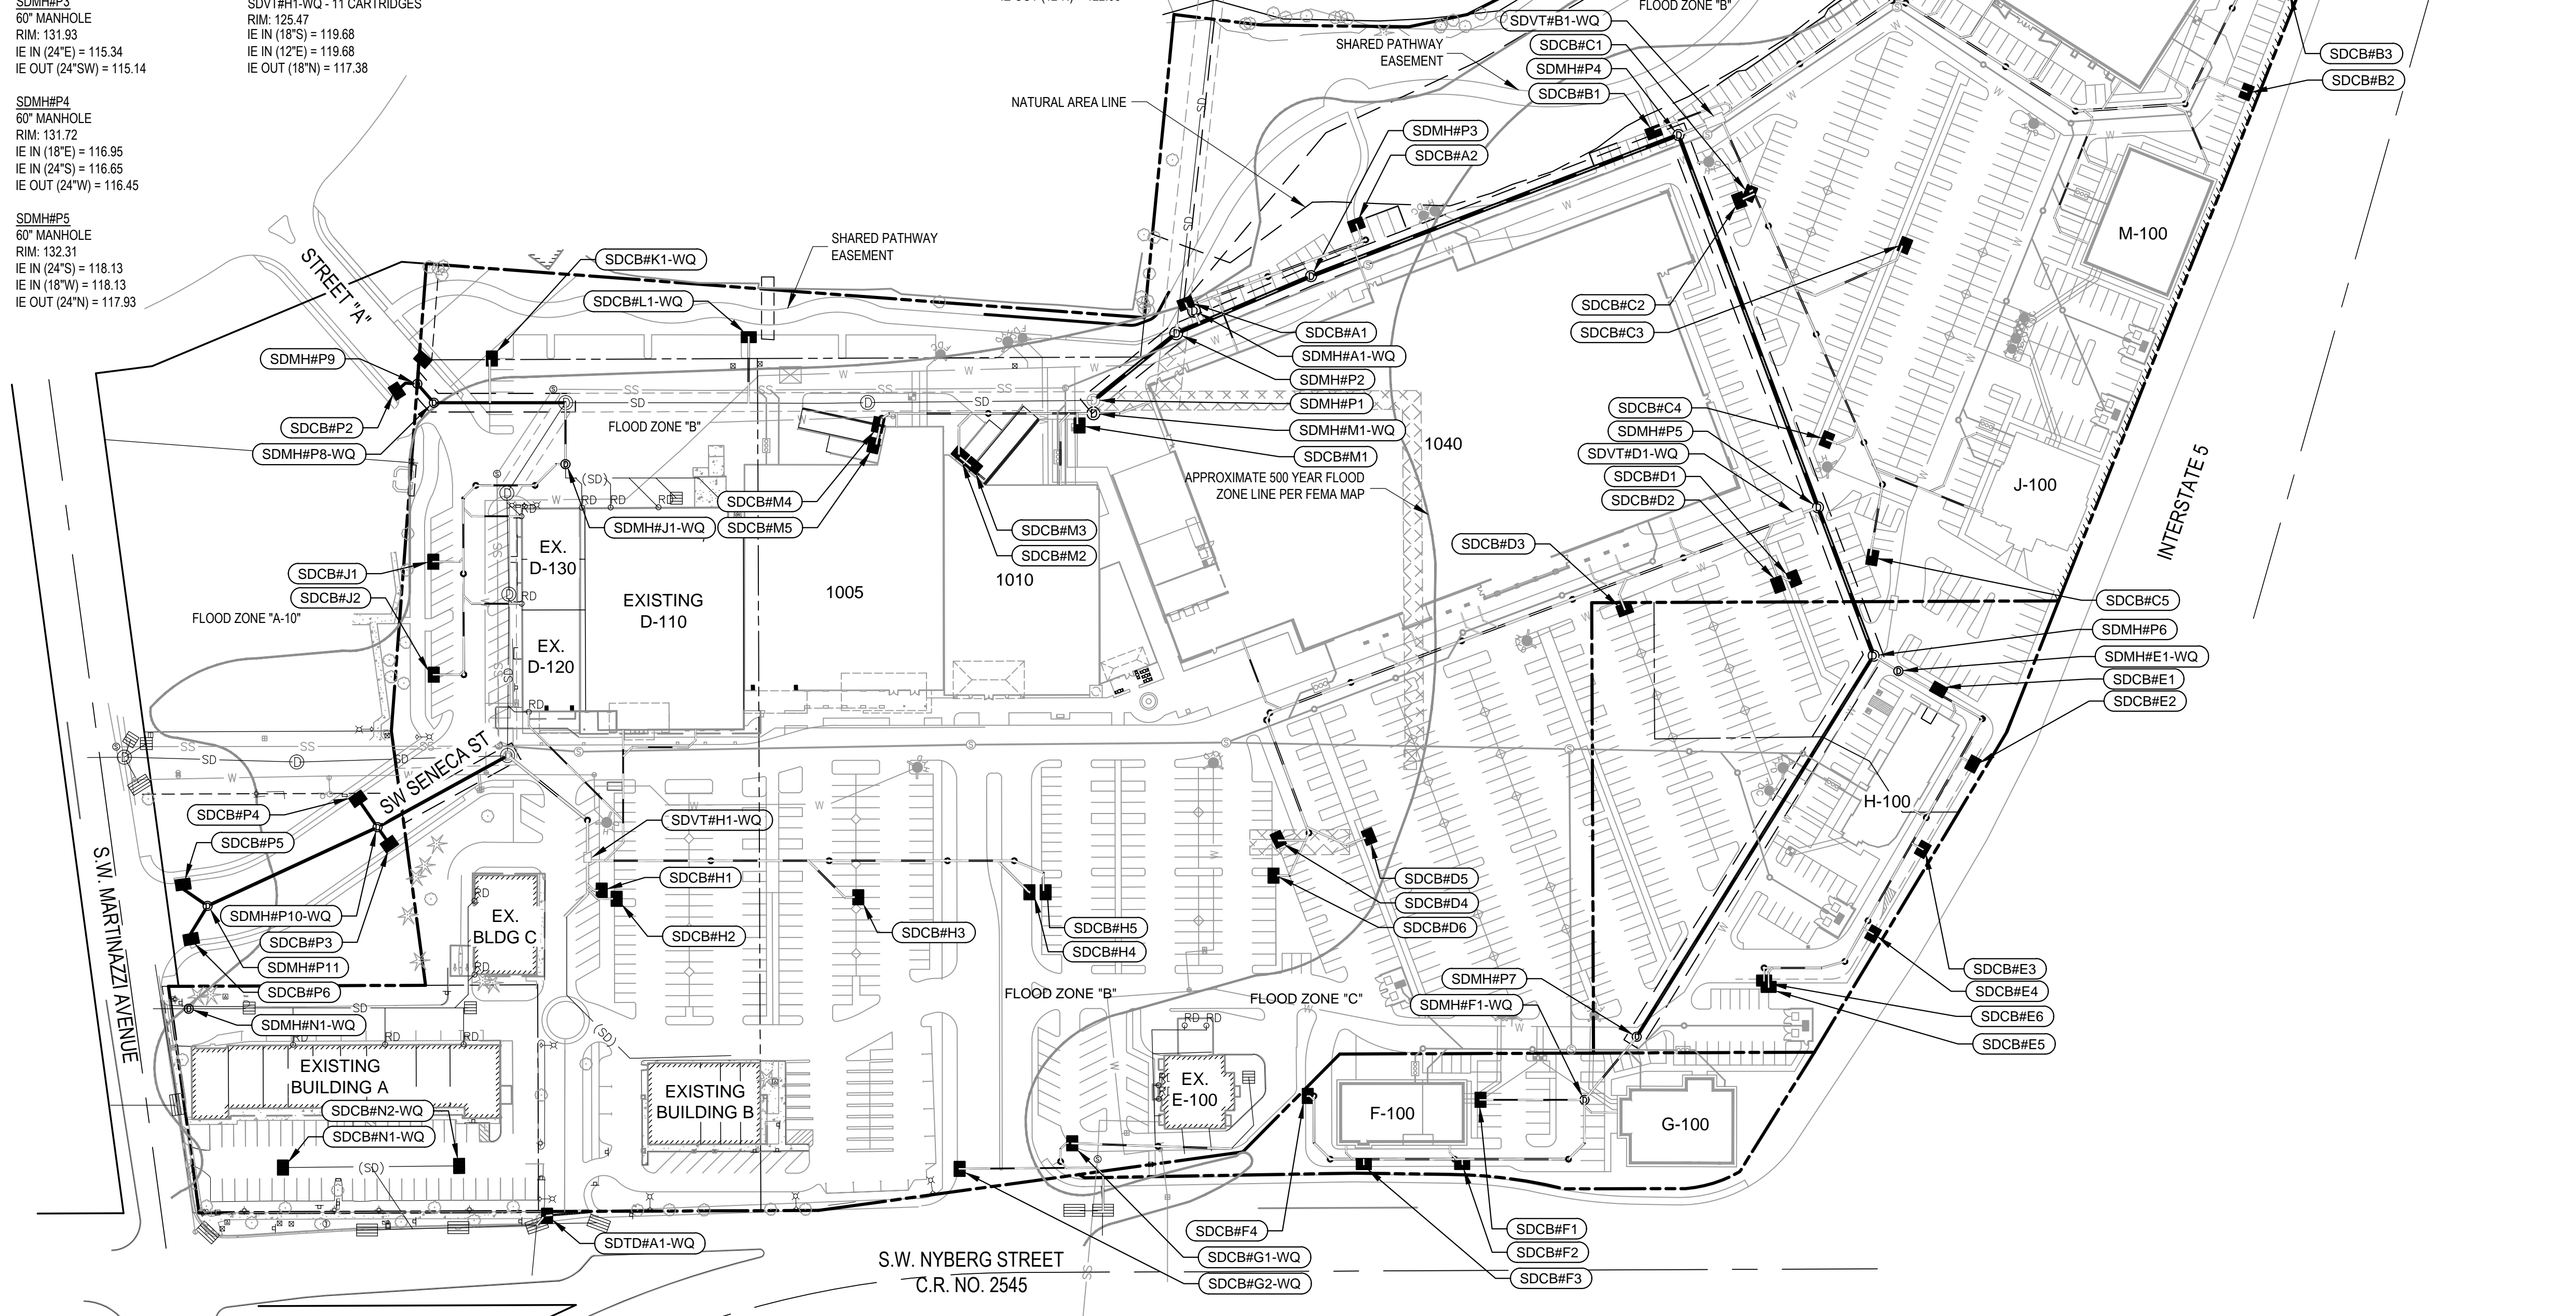 SDMH#P3
60" MANHOLE
RIM: 131.93
IE IN (24"E) = 115.34
IE OUT (24"SW) = 115.14
SDMH#P4
60" MANHOLE
RIM: 131.72
IE IN (18"E) = 116.95
IE IN (24"S) = 116.65
IE OUT (24"W) = 116.45
SDMH#P5
60" MANHOLE
RIM: 132.31
IE IN (24"S) = 118.13
IE IN (18"W) = 118.13
IE OUT (24"N) = 117.93
SDVT#H1-WQ - 11 CARTRIDGES
RIM: 125.47
IE IN (18"S) = 119.68
IE IN (12"E) = 119.68
IE OUT (18"N) = 117.38
FLOOD ZONE "B"
SDVT#B1-WQ
SDCB#C1
SDMH#P4
SDCB#B1
SHARED PATHWAY
EASEMENT
NATURAL AREA LINE
SDMH#P3
SDCB#A2
SDCB#B3
SDCB#B2
M-100
STREET "A"
SHARED PATHWAY
EASEMENT
SDCB#K1-WQ
SDCB#L1-WQ
SDMH#P9
SDCB#P2
SDMH#P8-WQ
FLOOD ZONE "B"
SDCB#A1
SDMH#A1-WQ
SDMH#P2
SDMH#P1
SDMH#M1-WQ
SDCB#M1
1040
APPROXIMATE 500 YEAR FLOOD
ZONE LINE PER FEMA MAP
SDCB#C2
SDCB#C3
SDCB#C4
SDMH#P5
SDVT#D1-WQ
SDCB#D1
SDCB#D2
SDCB#D3
J-100
INTERSTATE 5
SDCB#M4
SDMH#J1-WQ
SDCB#M5
SDCB#M3
SDCB#M2
SDCB#J1
SDCB#J2
FLOOD ZONE "A-10"
EX.
D-130
EX.
D-120
EXISTING
D-110
1005
1010
SDCB#C5
SDMH#P6
SDMH#E1-WQ
SDCB#E1
SDCB#E2
H-100
SW SENECA ST
S.W. MARTINAZZI AVENUE
SDCB#P4
SDCB#P5
SDMH#P10-WQ
SDCB#P3
SDMH#P11
SDCB#P6
SDMH#N1-WQ
EX.
BLDG C
SDVT#H1-WQ
SDCB#H1
SDCB#H2
SDCB#H3
SDCB#H5
SDCB#H4
SDCB#D5
SDCB#D4
SDCB#D6
SDMH#P7
SDMH#F1-WQ
FLOOD ZONE "B"
FLOOD ZONE "C"
SDCB#E3
SDCB#E4
SDCB#E6
SDCB#E5
EXISTING
BUILDING A
SDCB#N2-WQ
SDCB#N1-WQ
(SD)
EXISTING
BUILDING B
EX.
E-100
F-100
G-100
SDTD#A1-WQ
S.W. NYBERG STREET
C.R. NO. 2545
SDCB#F4
SDCB#G1-WQ
SDCB#G2-WQ
SDCB#F1
SDCB#F2
SDCB#F3